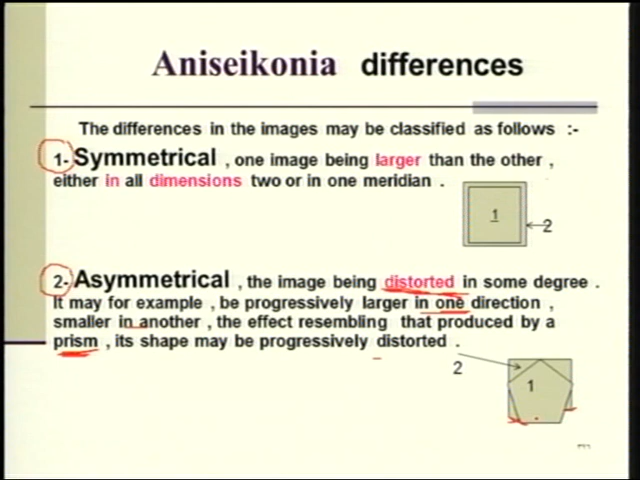 Aniseikonia differences
The differences in the images may be classified as follows :-
1- Symmetrical , one image being larger than the other ,
either in all dimensions two or in one meridian .
1
2
2- Asymmetrical , the image being distorted in some degree .
It may for example , be progressively larger in one direction ,
smaller in another , the effect resembling that produced by a
prism , its shape may be progressively distorted .
2
1